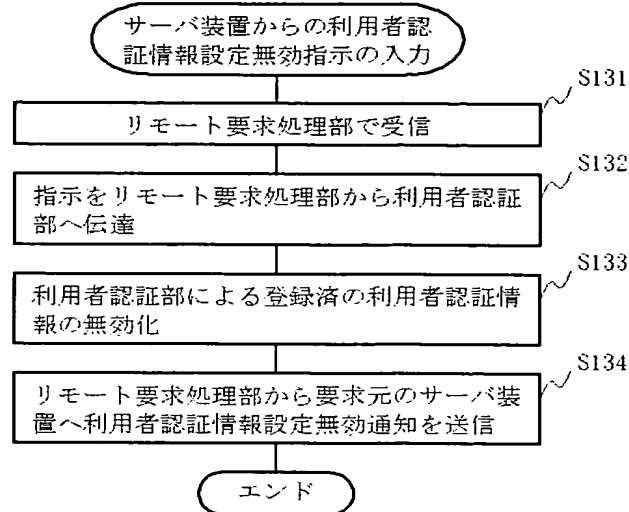 サーバ装置からの利用者認
証情報設定無効指示の入力
S131
リモート要求処理部で受信
S132
指示をリモート要求処理部から利用者認証
部へ伝達
S133
利用者認証部による登録済の利用者認証情
報の無効化
S134
リモート要求処理部から要求元のサーバ装
置へ利用者認証情報設定無効通知を送信
エンド